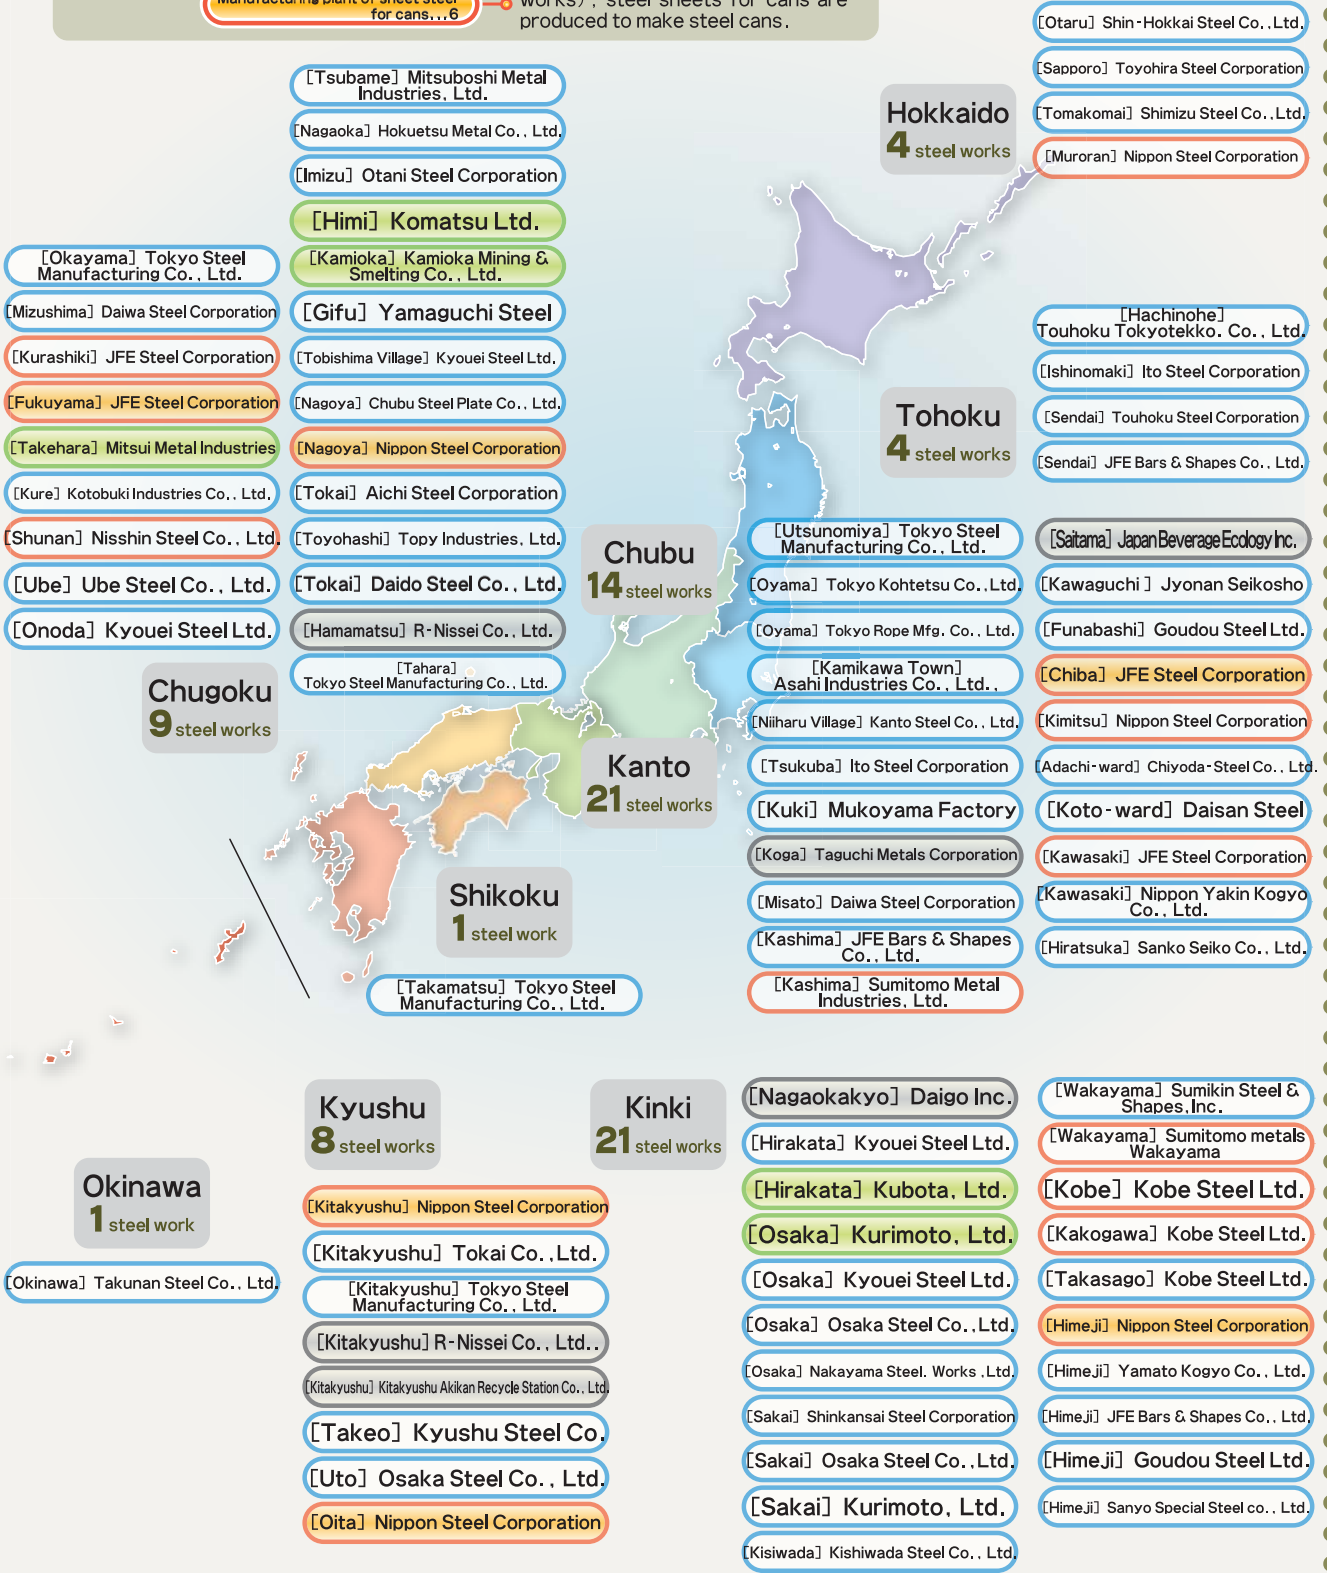 Manufacturing plant of sheet steel
for cans...6
works), steel sheets for cans are
produced to make steel cans.
Hokkaido
4 steel works
[Otaru] Shin-Hokkai Steel Co.,Ltd.
[Sapporo] Toyohira Steel Corporation
[Tomakomai] Shimizu Steel Co.,Ltd.
[Muroran] Nippon Steel Corporation
[Tsubame] Mitsuboshi Metal
Industries, Ltd.
[Nagaoka] Hokuetsu Metal Co., Ltd.
[Imizu] Otani Steel Corporation
[Himi] Komatsu Ltd.
[Kamioka] Kamioka Mining &
Smelting Co., Ltd.
[Gifu] Yamaguchi Steel
[Tobishima Village] Kyouei Steel Ltd.
[Nagoya] Chubu Steel Plate Co., Ltd.
[Nagoya] Nippon Steel Corporation
[Tokai] Aichi Steel Corporation
[Toyohashi] Topy Industries, Ltd.
[Tokai] Daido Steel Co., Ltd.
[Hamamatsu] R-Nissei Co., Ltd.
[Tahara]
Tokyo Steel Manufacturing Co., Ltd.
Chubu
14 steel works
[Okayama] Tokyo Steel
Manufacturing Co., Ltd.
[Mizushima] Daiwa Steel Corporation
[Kurashiki] JFE Steel Corporation
[Fukuyama] JFE Steel Corporation
[Takehara] Mitsui Metal Industries
[Kure] Kotobuki Industries Co., Ltd.
[Shunan] Nisshin Steel Co., Ltd.
[Ube] Ube Steel Co., Ltd.
[Onoda] Kyouei Steel Ltd.
Chugoku
9 steel works
Tohoku
4 steel works
[Hachinohe]
Touhoku Tokyotekko. Co., Ltd.
[Ishinomaki] Ito Steel Corporation
[Sendai] Touhoku Steel Corporation
[Sendai] JFE Bars & Shapes Co., Ltd.
Kanto
21 steel works
[Utsunomiya] Tokyo Steel
Manufacturing Co., Ltd.
[Oyama] Tokyo Kohtetsu Co., Ltd.
[Oyama] Tokyo Rope Mfg. Co., Ltd.
[Kamikawa Town]
Asahi Industries Co., Ltd.,
[Niiharu Village] Kanto Steel Co., Ltd.
[Tsukuba] Ito Steel Corporation
[Kuki] Mukoyama Factory
[Koga] Taguchi Metals Corporation
[Misato] Daiwa Steel Corporation
[Kashima] JFE Bars & Shapes
Co., Ltd.
[Kashima] Sumitomo Metal
Industries, Ltd.
[Saitama] Japan Beverage Ecology Inc.
[Kawaguchi ] Jyonan Seikosho
[Funabashi] Goudou Steel Ltd.
[Chiba] JFE Steel Corporation
[Kimitsu] Nippon Steel Corporation
[Adachi-ward] Chiyoda-Steel Co., Ltd.
[Koto-ward] Daisan Steel
[Kawasaki] JFE Steel Corporation
[Kawasaki] Nippon Yakin Kogyo
Co., Ltd.
[Hiratsuka] Sanko Seiko Co., Ltd.
Shikoku
1 steel work
[Takamatsu] Tokyo Steel
Manufacturing Co., Ltd.
Okinawa
1 steel work
[Okinawa] Takunan Steel Co., Ltd.
Kyushu
8 steel works
[Kitakyushu] Nippon Steel Corporation
[Kitakyushu] Tokai Co.,Ltd.
[Kitakyushu] Tokyo Steel
Manufacturing Co., Ltd.
[Kitakyushu] R-Nissei Co., Ltd..
[Kitakyushu] Kitakyushu Akikan Recycle Station Co., Ltd.
[Takeo] Kyushu Steel Co.
[Uto] Osaka Steel Co., Ltd.
[Oita] Nippon Steel Corporation
Kinki
21 steel works
[Nagaokakyo] Daigo Inc.
[Hirakata] Kyouei Steel Ltd.
[Hirakata] Kubota, Ltd.
[Osaka] Kurimoto, Ltd.
[Osaka] Kyouei Steel Ltd.
[Osaka] Osaka Steel Co.,Ltd.
[Osaka] Nakayama Steel. Works ,Ltd.
[Sakai] Shinkansai Steel Corporation
[Sakai] Osaka Steel Co.,Ltd.
[Sakai] Kurimoto, Ltd.
[Kisiwada] Kishiwada Steel Co., Ltd.
[Wakayama] Sumikin Steel &
Shapes,Inc.
[Wakayama] Sumitomo metals
Wakayama
[Kobe] Kobe Steel Ltd.
[Kakogawa] Kobe Steel Ltd.
[Takasago] Kobe Steel Ltd.
[Himeji] Nippon Steel Corporation
[Himeji] Yamato Kogyo Co., Ltd.
[Himeji] JFE Bars & Shapes Co., Ltd.
[Himeji] Goudou Steel Ltd.
[Himeji] Sanyo Special Steel co., Ltd.